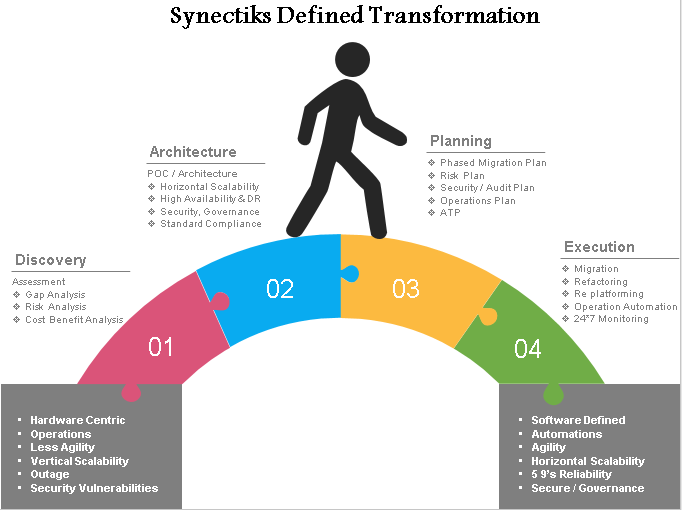 Synectiks Defined Transformation
Architecture
POC / Architecture
❖ Horizontal Scalability
❖ High Availability & DR
❖ Security, Governance
❖ Standard Compliance
Planning
❖ Phased Migration Plan
❖ Risk Plan
❖ Security / Audit Plan
❖ Operations Plan
❖ ATP
Discovery
Assessment
❖ Gap Analysis
❖ Risk Analysis
❖ Cost Benefit Analysis
Execution
❖ Migration
❖ Refactoring
❖ Re platforming
❖ Operation Automation
❖ 24*7 Monitoring
01
02
03
04
• Hardware Centric
• Operations
• Less Agility
• Vertical Scalability
• Outage
• Security Vulnerabilities
• Software Defined
• Automations
• Agility
• Horizontal Scalability
• 5 9's Reliability
• Secure / Governance